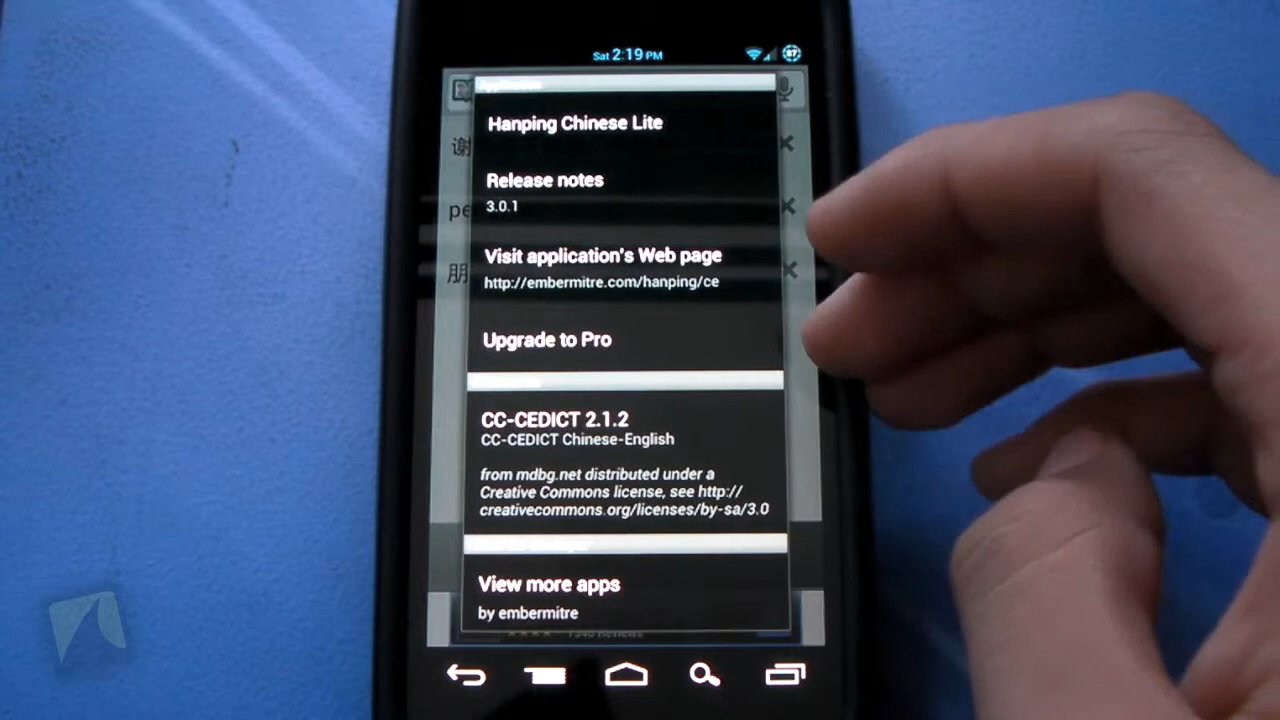 Sat 2:19 PM
97
Application
Hanping Chinese Lite
谢
Release notes
3.0.1
pe
Visit application's Web page
朋
http://embermitre.com/hanping/ce
Upgrade to Pro
CC-CEDICT 2.1.2
CC-CEDICT Chinese-English
from mdbg.net distributed under a
Creative Commons license, see http://
creativecommons.org/licenses/by-sa/3.0
View more apps
by embermitre